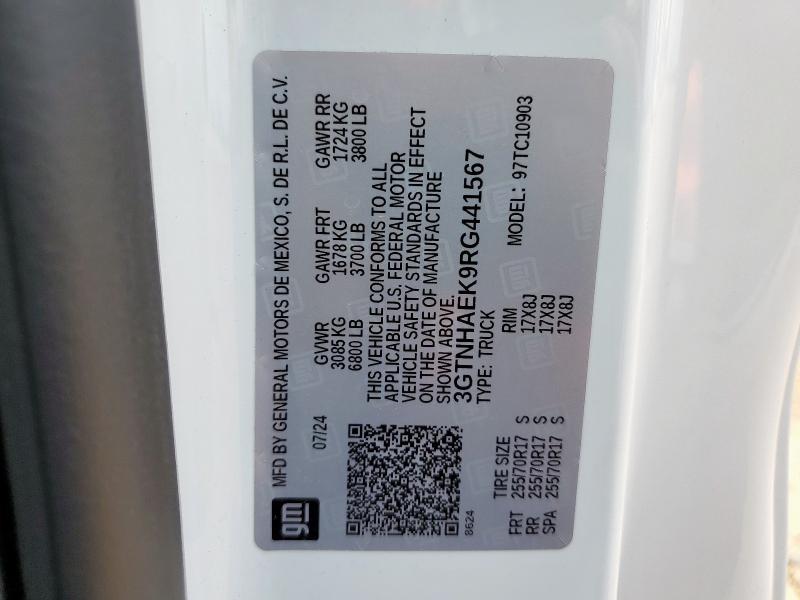 gm
MFD BY GENERAL MOTORS DE MEXICO, S. DE R.L. DE C.V.
07/24
GVWR GAWR FRT GAWR RR
3085 KG 1678 KG 1724 KG
6800 LB 3700 LB 3800 LB
THIS VEHICLE CONFORMS TO ALL
APPLICABLE U.S. FEDERAL MOTOR
VEHICLE SAFETY STANDARDS IN EFFECT
ON THE DATE OF MANUFACTURE
SHOWN ABOVE.
3GTNHAEK9RG441567
8624
TYPE: TRUCK MODEL: 97TC10903
TIRE SIZE RIM
FRT 255/70R17 S 17X8J
RR 255/70R17 S 17X8J
SPA 255/70R17 S 17X8J